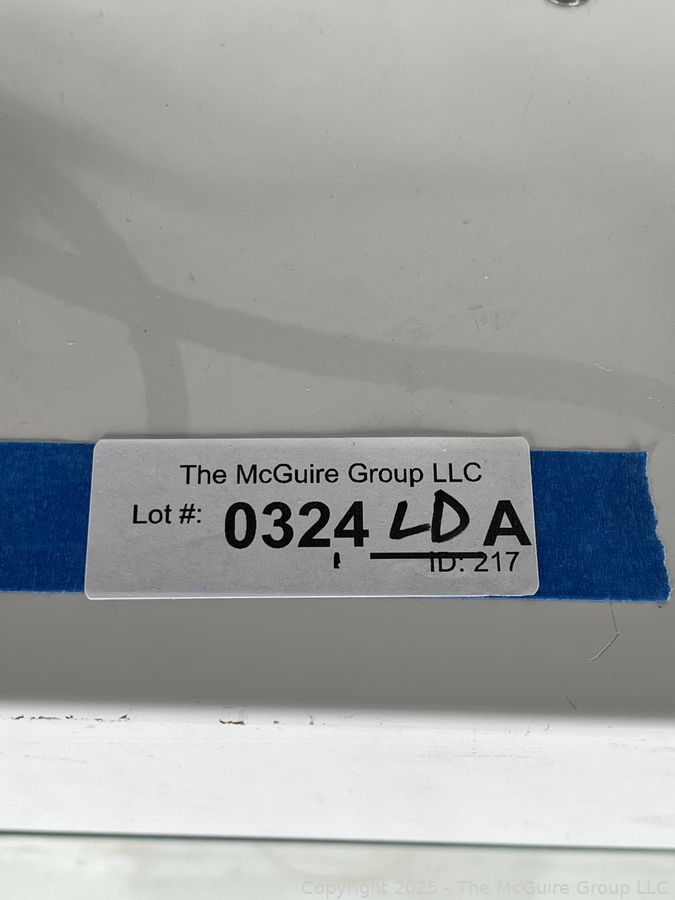 The McGuire Group LLC
Lot #: 0324 LD A
ID: 217
Copyright 2025 - The McGuire Group LLC